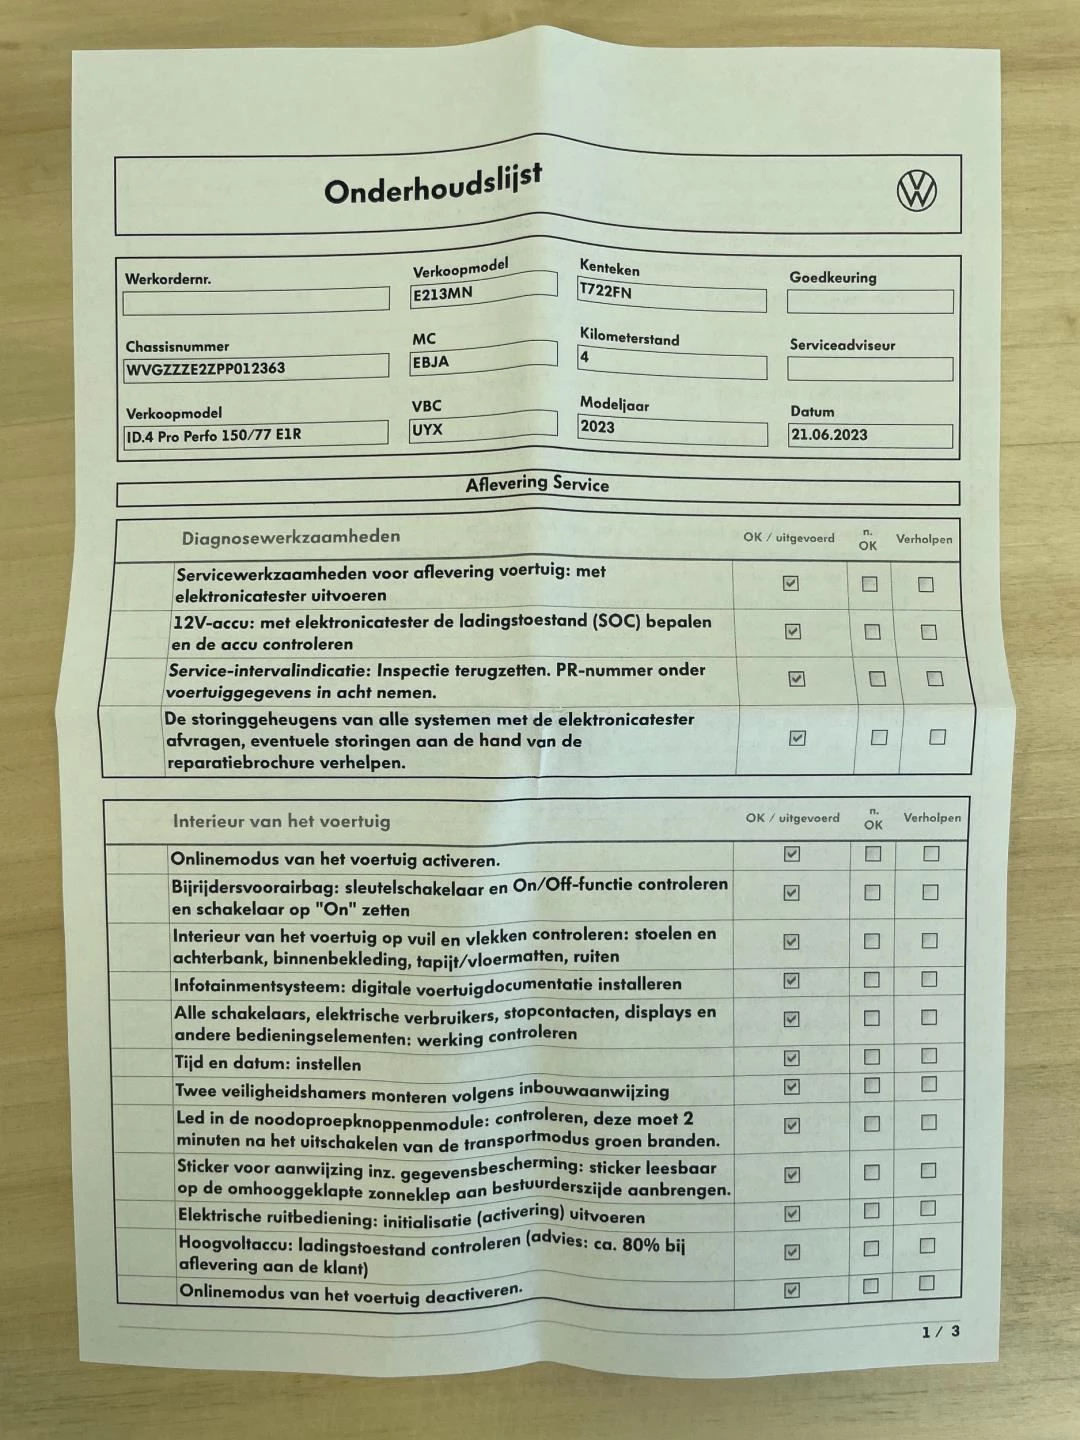 Onderhoudslijst
Werkordernr.
Verkoopmodel
E213MN
Kenteken
T722FN
Goedkeuring
Chassisnummer
WVGZZZE2ZPP012363
MC
EBJA
Kilometerstand
4
Serviceadviseur
Verkoopmodel
ID.4 Pro Perfo 150/77 E1R
VBC
UYX
Modeljaar
2023
Datum
21.06.2023
Aflevering Service
Diagnosewerkzaamheden
OK / uitgevoerd
n.
OK
Verholpen
Servicewerkzaamheden voor aflevering voertuig: met
elektronicatester uitvoeren
12V-accu: met elektronicatester de ladingstoestand (SOC) bepalen
en de accu controleren
Service-intervalindicatie: Inspectie terugzetten. PR-nummer onder
voertuiggegevens in acht nemen.
De storinggeheugens van alle systemen met de elektronicatester
afvragen, eventuele storingen aan de hand van de
reparatiebrochure verhelpen.
Interieur van het voertuig
OK / uitgevoerd
n.
OK
Verholpen
Onlinemodus van het voertuig activeren.
Bijrijdersvoorairbag: sleutelschakelaar en On/Off-functie controleren
en schakelaar op "On" zetten
Interieur van het voertuig op vuil en vlekken controleren: stoelen en
achterbank, binnenbekleding, tapijt/vloermatten, ruiten
Infotainmentsysteem: digitale voertuigdocumentatie installeren
Alle schakelaars, elektrische verbruikers, stopcontacten, displays en
andere bedieningselementen: werking controleren
Tijd en datum: instellen
Twee veiligheidshamers monteren volgens inbouwaanwijzing
Led in de noodoproepknoppenmodule: controleren, deze moet 2
minuten na het uitschakelen van de transportmodus groen branden.
Sticker voor aanwijzing inz. gegevensbescherming: sticker leesbaar
op de omhooggeklapte zonneklep aan bestuurderszijde aanbrengen.
Elektrische ruitbediening: initialisatie (activering) uitvoeren
Hoogvoltaccu: ladingstoestand controleren (advies: ca. 80% bij
aflevering aan de klant)
Onlinemodus van het voertuig deactiveren.
1 / 3